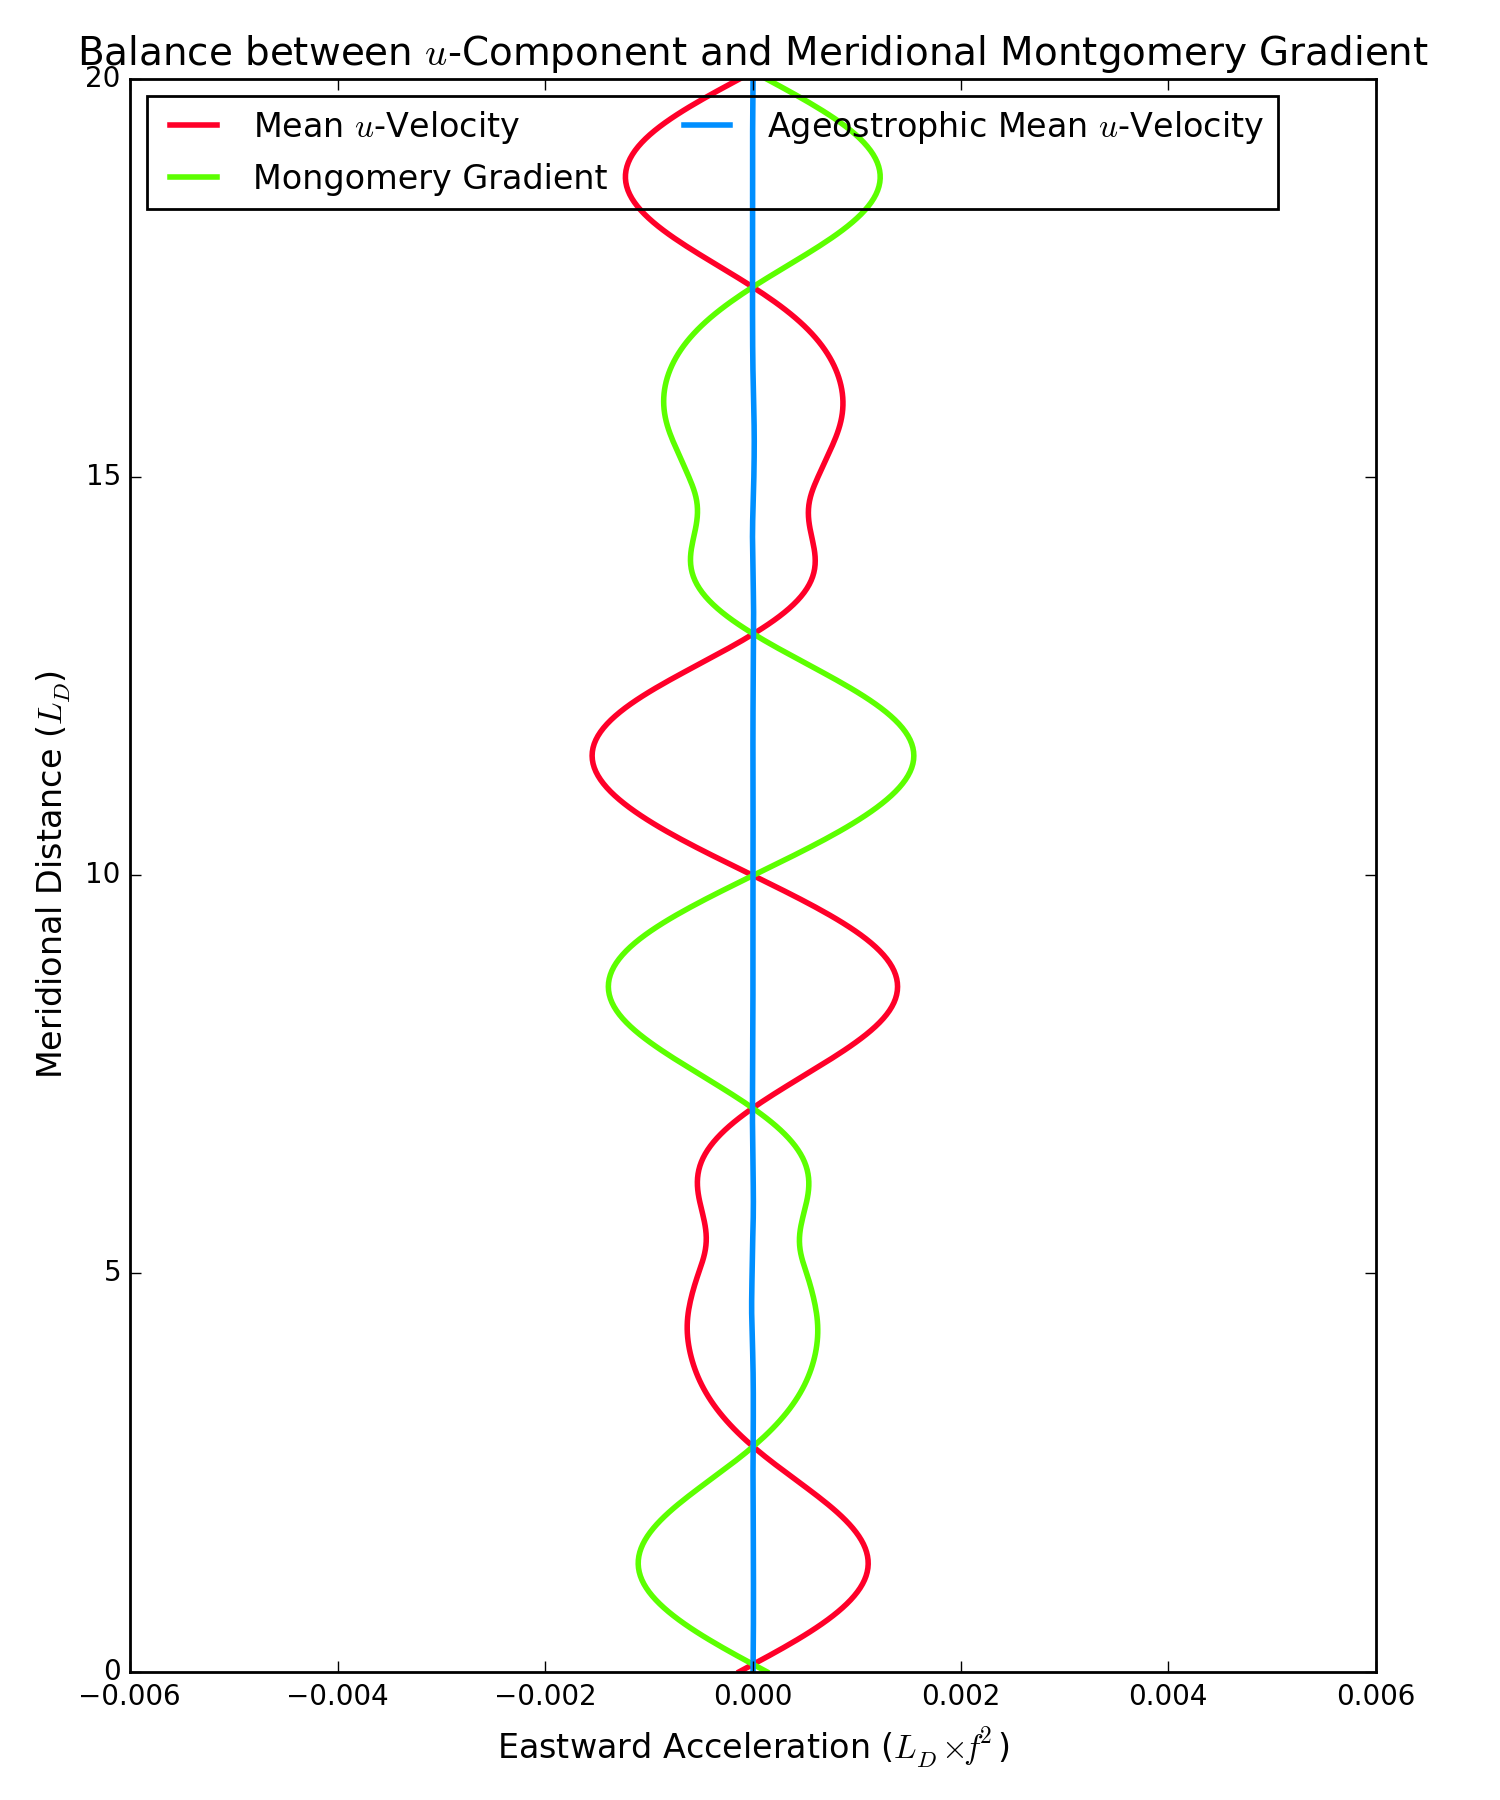 Balance between u-Component and Meridional Montgomery Gradient
20
Mean u-Velocity
Mongomery Gradient
Ageostrophic Mean u-Velocity
15
10
5
0
Meridional Distance (L_D)
−0.006 −0.004 −0.002 0.000 0.002 0.004 0.006
Eastward Acceleration (L_D × f²)